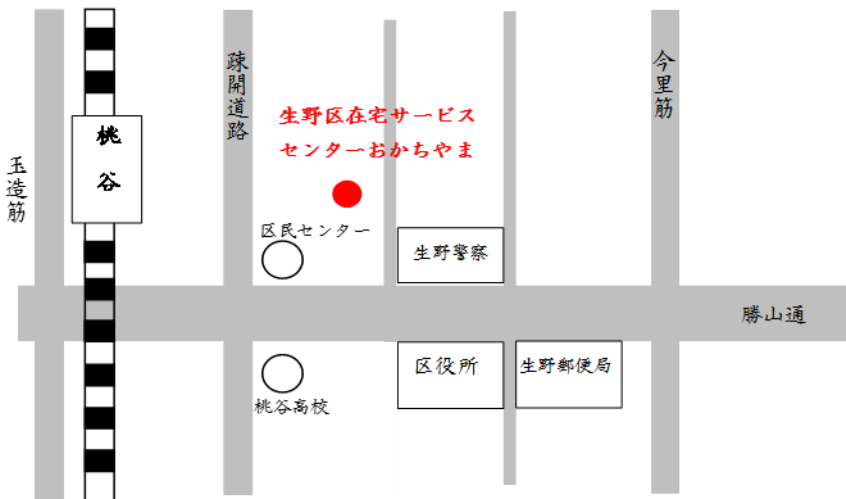 疎開道路
今里筋
生野区在宅サービス
センターおかちやま
桃谷
玉造筋
区民センター
生野警察
勝山通
区役所
生野郵便局
桃谷高校